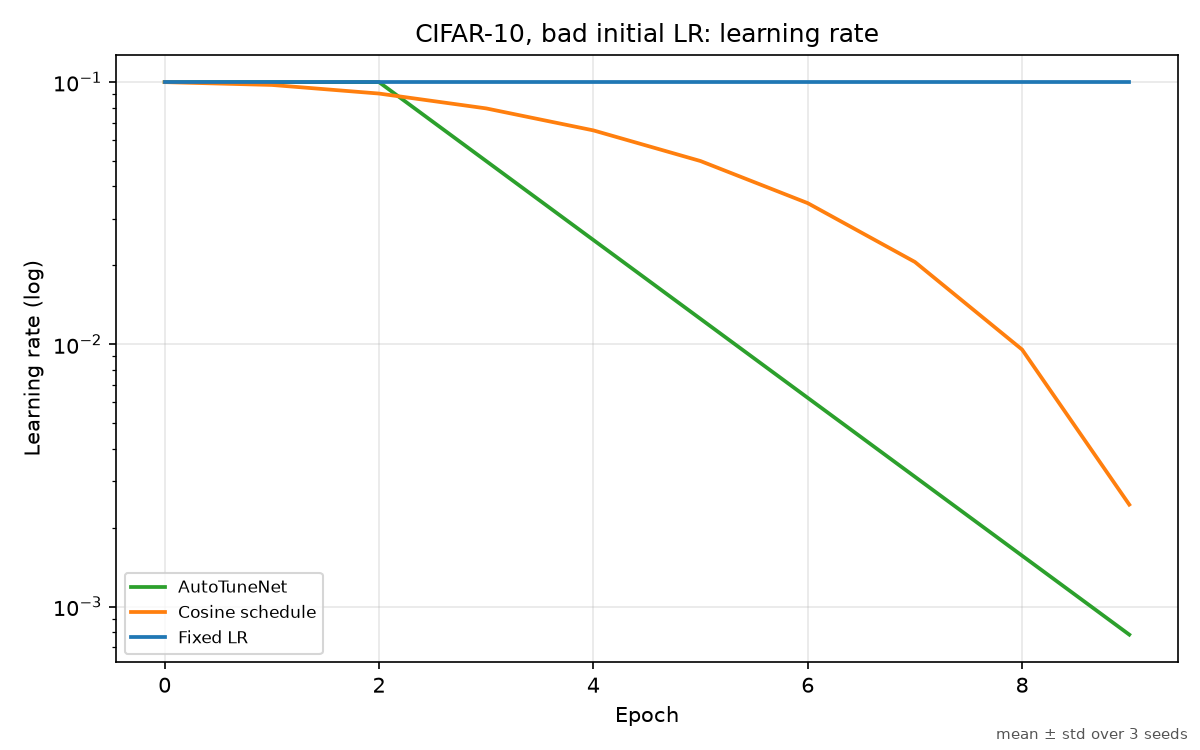 CIFAR-10, bad initial LR: learning rate
Learning rate (log)
10⁻¹
10⁻²
10⁻³
AutoTuneNet
Cosine schedule
Fixed LR
0 2 4 6 8
Epoch
mean ± std over 3 seeds